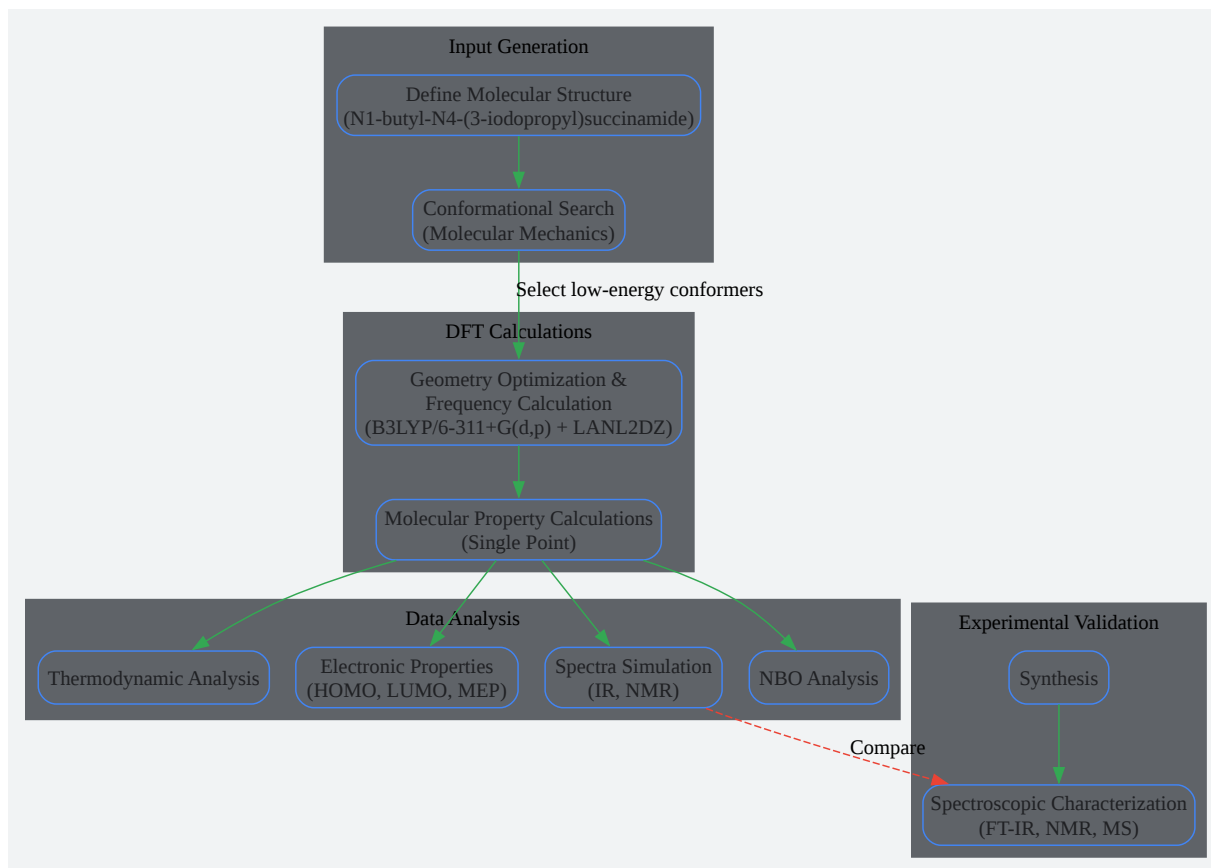 Input Generation
Define Molecular Structure
(N1-butyl-N4-(3-iodopropyl)succinamide)
Conformational Search
(Molecular Mechanics)
Select low-energy conformers
DFT Calculations
Geometry Optimization &
Frequency Calculation
(B3LYP/6-311+G(d,p) + LANL2DZ)
Molecular Property Calculations
(Single Point)
Data Analysis
Thermodynamic Analysis
Electronic Properties
(HOMO, LUMO, MEP)
Spectra Simulation
(IR, NMR)
NBO Analysis
Experimental Validation
Synthesis
Compare
Spectroscopic Characterization
(FT-IR, NMR, MS)